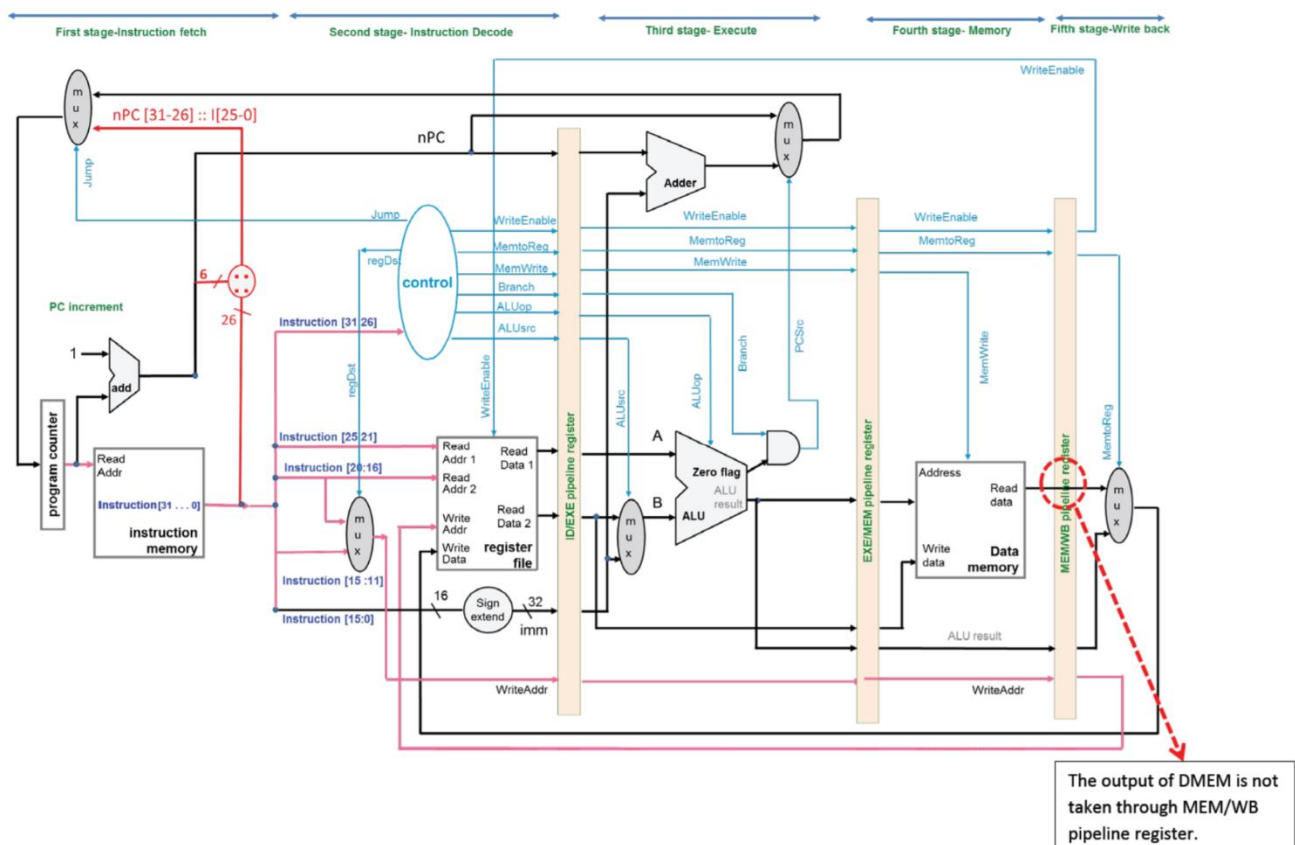 First stage-Instruction fetch
Second stage- Instruction Decode
Third stage- Execute
Fourth stage- Memory
Fifth stage-Write back
WriteEnable
m
u
x
nPC [31-26] :: I[25-0]
nPC
m
u
x
Jump
Adder
Jump
WriteEnable
WriteEnable
WriteEnable
regDst
MemtoReg
MemtoReg
MemtoReg
control
MemWrite
MemWrite
6
Branch
PC increment
ALUop
26
Instruction [31 26]
ALUsrc
PCSrc
Branch
MemWrite
1
add
regDst
WriteEnable
ALUsrc
ALUop
MemtoReg
program counter
Read
Addr
Instruction[31 . . . 0]
instruction
memory
Instruction [25 21]
Instruction [20:16]
m
u
x
Instruction [15 :11]
Instruction [15:0]
Read
Addr 1
Read
Addr 2
Write
Addr
Write
Data
Read
Data 1
Read
Data 2
register
file
16
Sign
extend
32
imm
ID/EXE pipeline register
A
B
m
u
x
Zero flag
ALU
result
ALU
EXE/MEM pipeline register
Address
Read
data
Write
data
Data
memory
MEM/WB pipeline register
m
u
x
ALU result
WriteAddr
WriteAddr
The output of DMEM is not
taken through MEM/WB
pipeline register.